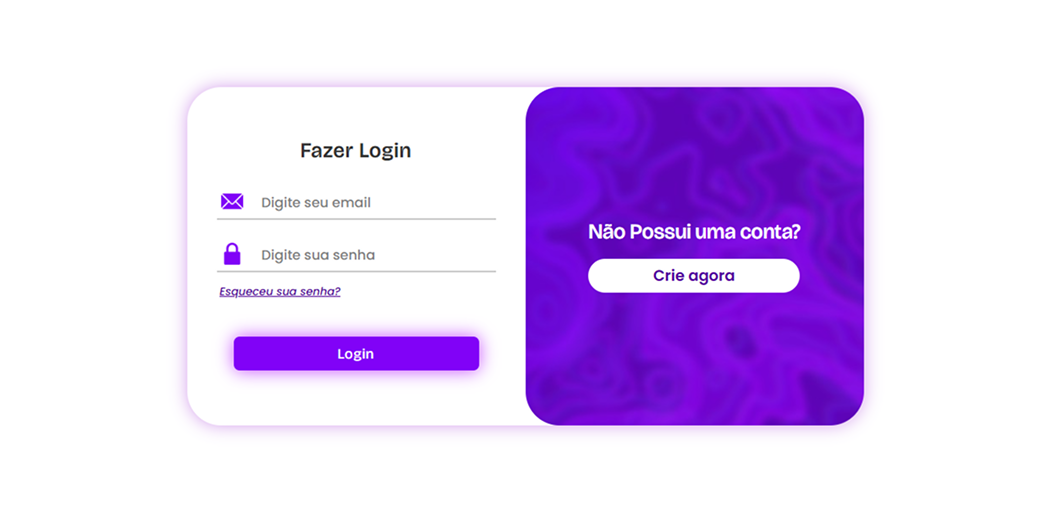 Fazer Login
Digite seu email
Digite sua senha
Esqueceu sua senha?
Login
Não Possui uma conta?
Crie agora